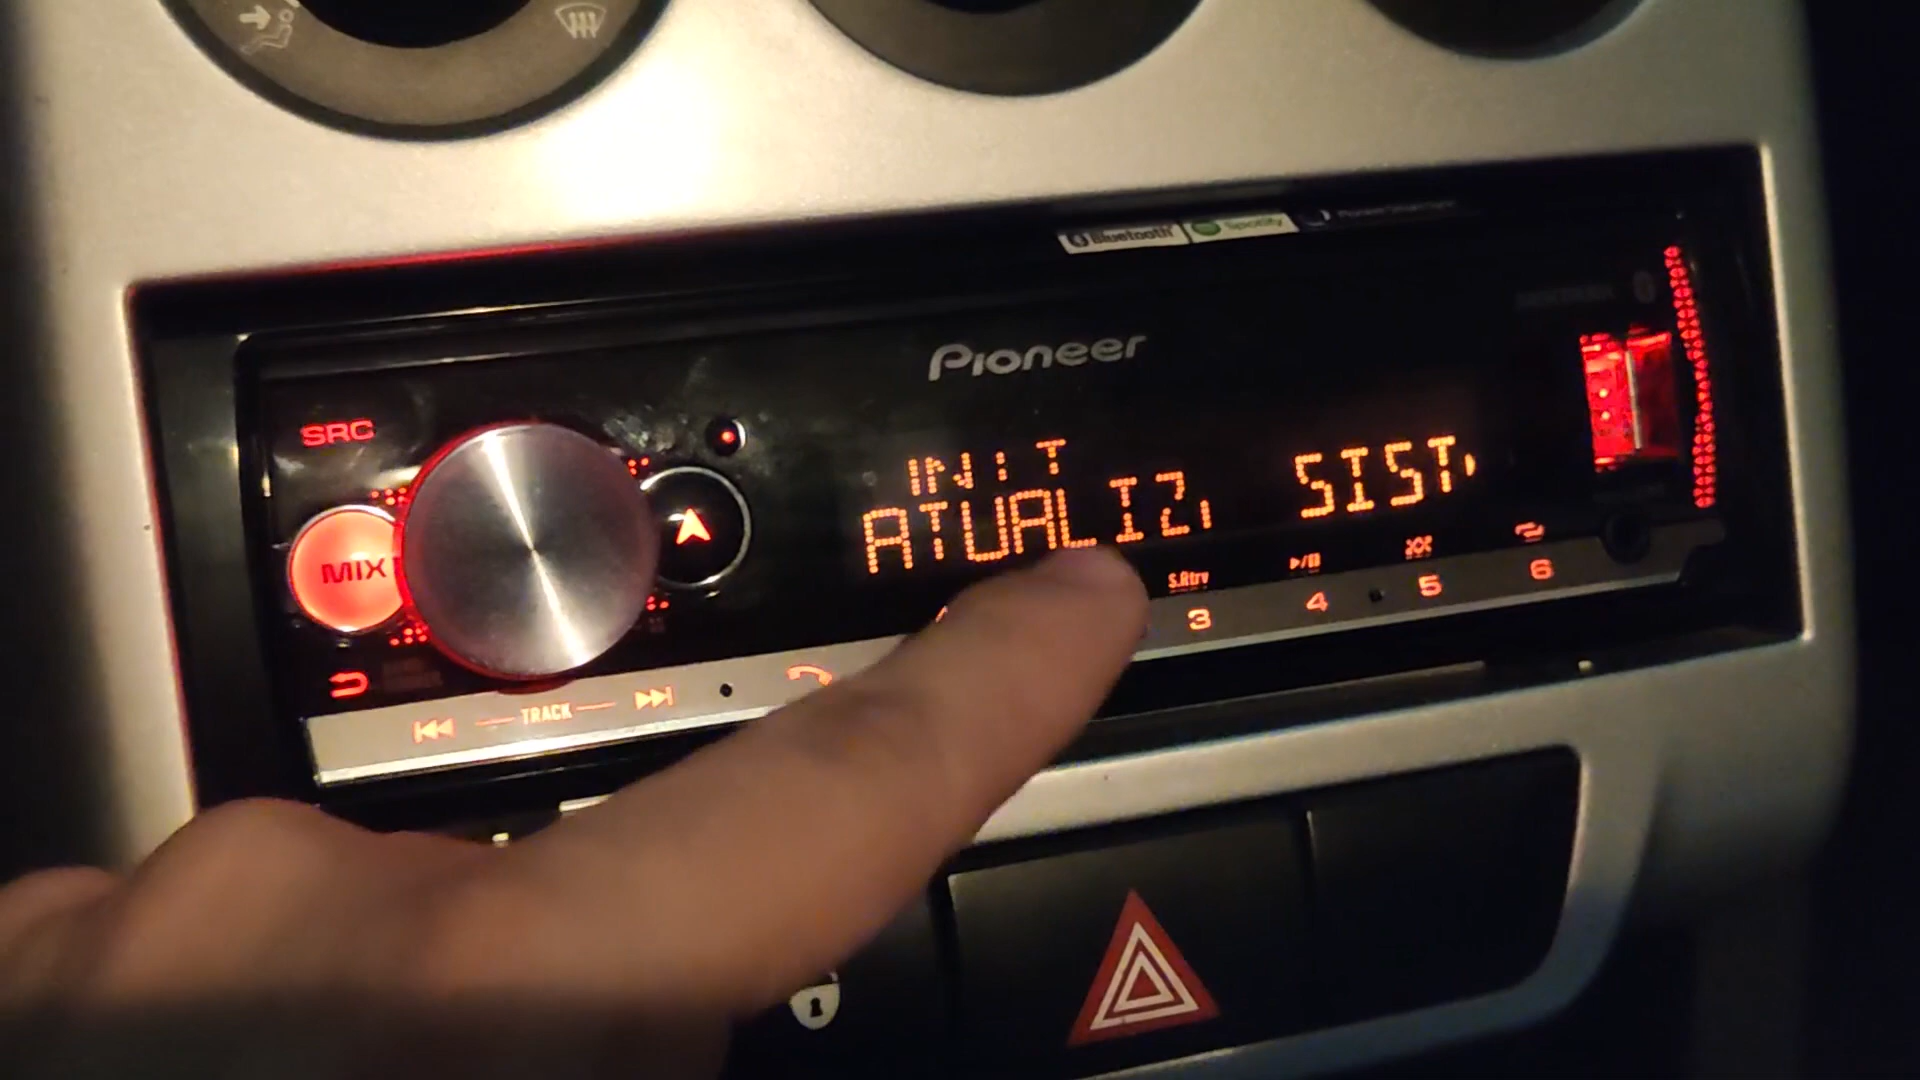 Bluetooth Spotify
Pioneer
SRC
INIT
ATUALIZ. SIST.
MIX
S.Rtrv
3 4 5 6
TRACK